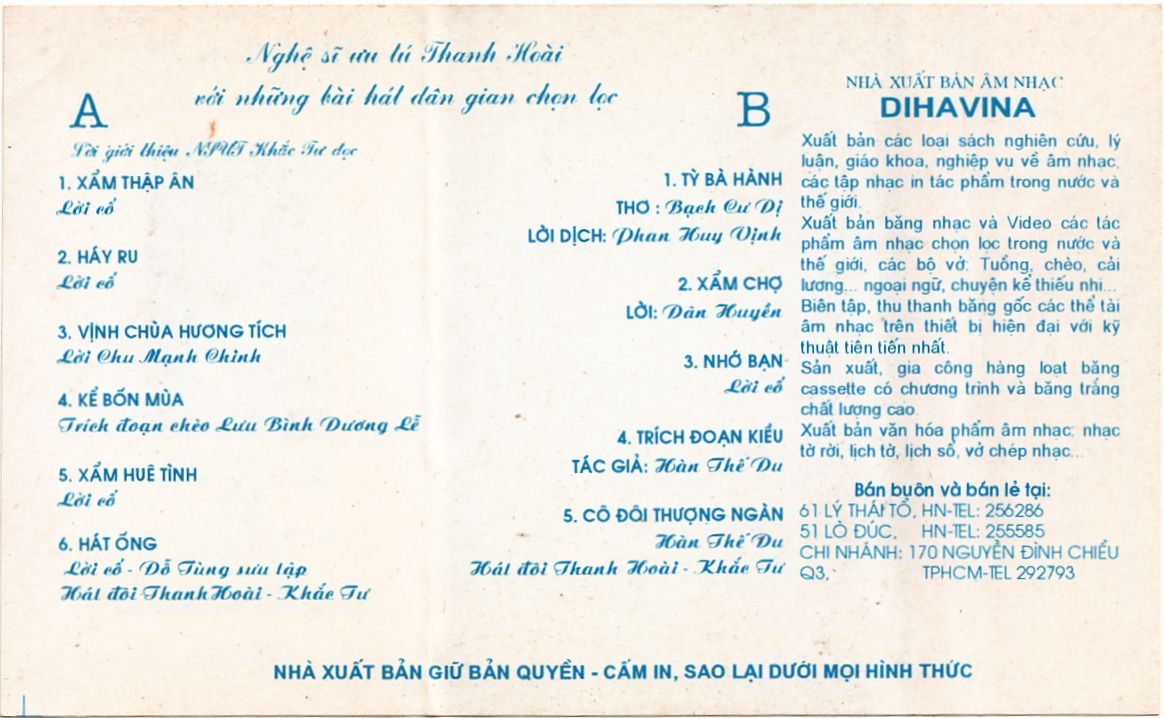 Nghệ sĩ ưu tú Thanh Hoài
với những bài hát dân gian chọn lọc
A
Lời giới thiệu NSUT Khắc Tư đọc
1. XẨM THẬP ÂN
Lời cổ
2. HÁY RU
Lời cổ
3. VỊNH CHÙA HƯƠNG TÍCH
Lời Chu Mạnh Chinh
4. KỂ BỐN MÙA
Trích đoạn chèo Lưu Bình Dương Lễ
5. XẨM HUÊ TÌNH
Lời cổ
6. HÁT ỐNG
Lời cổ - Đỗ Tùng sưu tập
Hát đôi Thanh Hoài - Khắc Tư
B
1. TỲ BÀ HÀNH
THƠ : Bạch Cư Dị
LỜI DỊCH: Phan Huy Vịnh
2. XẨM CHỢ
LỜI: Dân Huyền
3. NHỚ BẠN
Lời cổ
4. TRÍCH ĐOẠN KIỀU
TÁC GIẢ: Hàn Thế Du
5. CÔ ĐÔI THƯỢNG NGÀN
Hàn Thế Du
Hát đôi Thanh Hoài - Khắc Tư
NHÀ XUẤT BẢN ÂM NHẠC
DIHAVINA
Xuất bản các loại sách nghiên cứu, lý
luận, giáo khoa, nghiệp vụ về âm nhạc,
các tập nhạc in tác phẩm trong nước và
thế giới.
Xuất bản băng nhạc và Video các tác
phẩm âm nhạc chọn lọc trong nước và
thế giới, các bộ vở: Tuồng, chèo, cải
lương... ngoại ngữ, chuyện kể thiếu nhi...
Biên tập, thu thanh băng gốc các thể tài
âm nhạc trên thiết bị hiện đại với kỹ
thuật tiên tiến nhất.
Sản xuất, gia công hàng loạt băng
cassette có chương trình và băng trắng
chất lượng cao.
Xuất bản văn hóa phẩm âm nhạc: nhạc
tờ rời, lịch tờ, lịch sổ, vở chép nhạc...
Bán buôn và bán lẻ tại:
61 LÝ THÁI TỔ, HN-TEL: 256286
51 LÒ ĐÚC, HN-TEL: 255585
CHI NHÁNH: 170 NGUYỄN ĐÌNH CHIỂU
Q3, TPHCM-TEL 292793
NHÀ XUẤT BẢN GIỮ BẢN QUYỀN - CẤM IN, SAO LẠI DƯỚI MỌI HÌNH THỨC